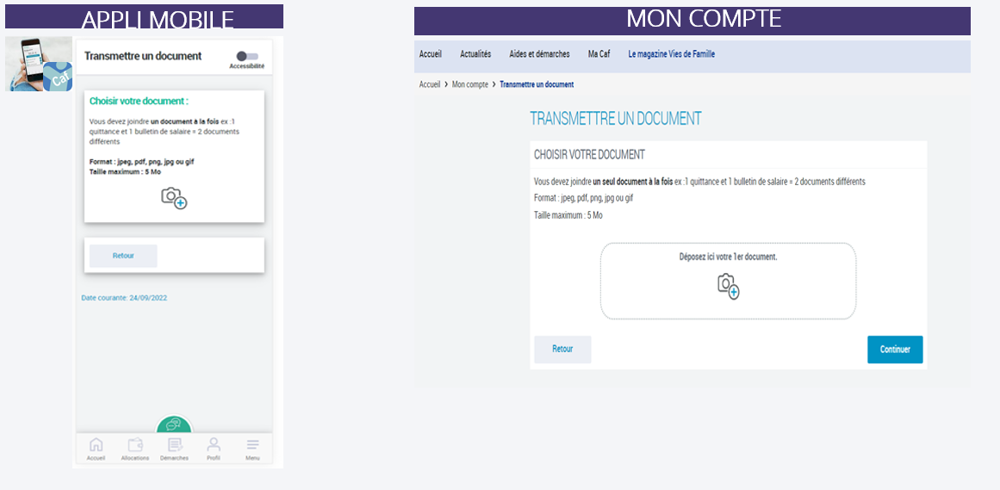 APPLI MOBILE
Caf
Transmettre un document
Accessibilité
Choisir votre document :
Vous devez joindre un document à la fois ex :1
quittance et 1 bulletin de salaire = 2 documents
différents
Format : jpeg, pdf, png, jpg ou gif
Taille maximum : 5 Mo
Retour
Date courante: 24/09/2022
Accueil Allocations Démarches Profil Menu
MON COMPTE
Accueil Actualités Aides et démarches Ma Caf Le magazine Vies de Famille
Accueil > Mon compte > Transmettre un document
TRANSMETTRE UN DOCUMENT
CHOISIR VOTRE DOCUMENT
Vous devez joindre un seul document à la fois ex :1 quittance et 1 bulletin de salaire = 2 documents différents
Format : jpeg, pdf, png, jpg ou gif
Taille maximum : 5 Mo
Déposez ici votre 1er document.
Retour
Continuer